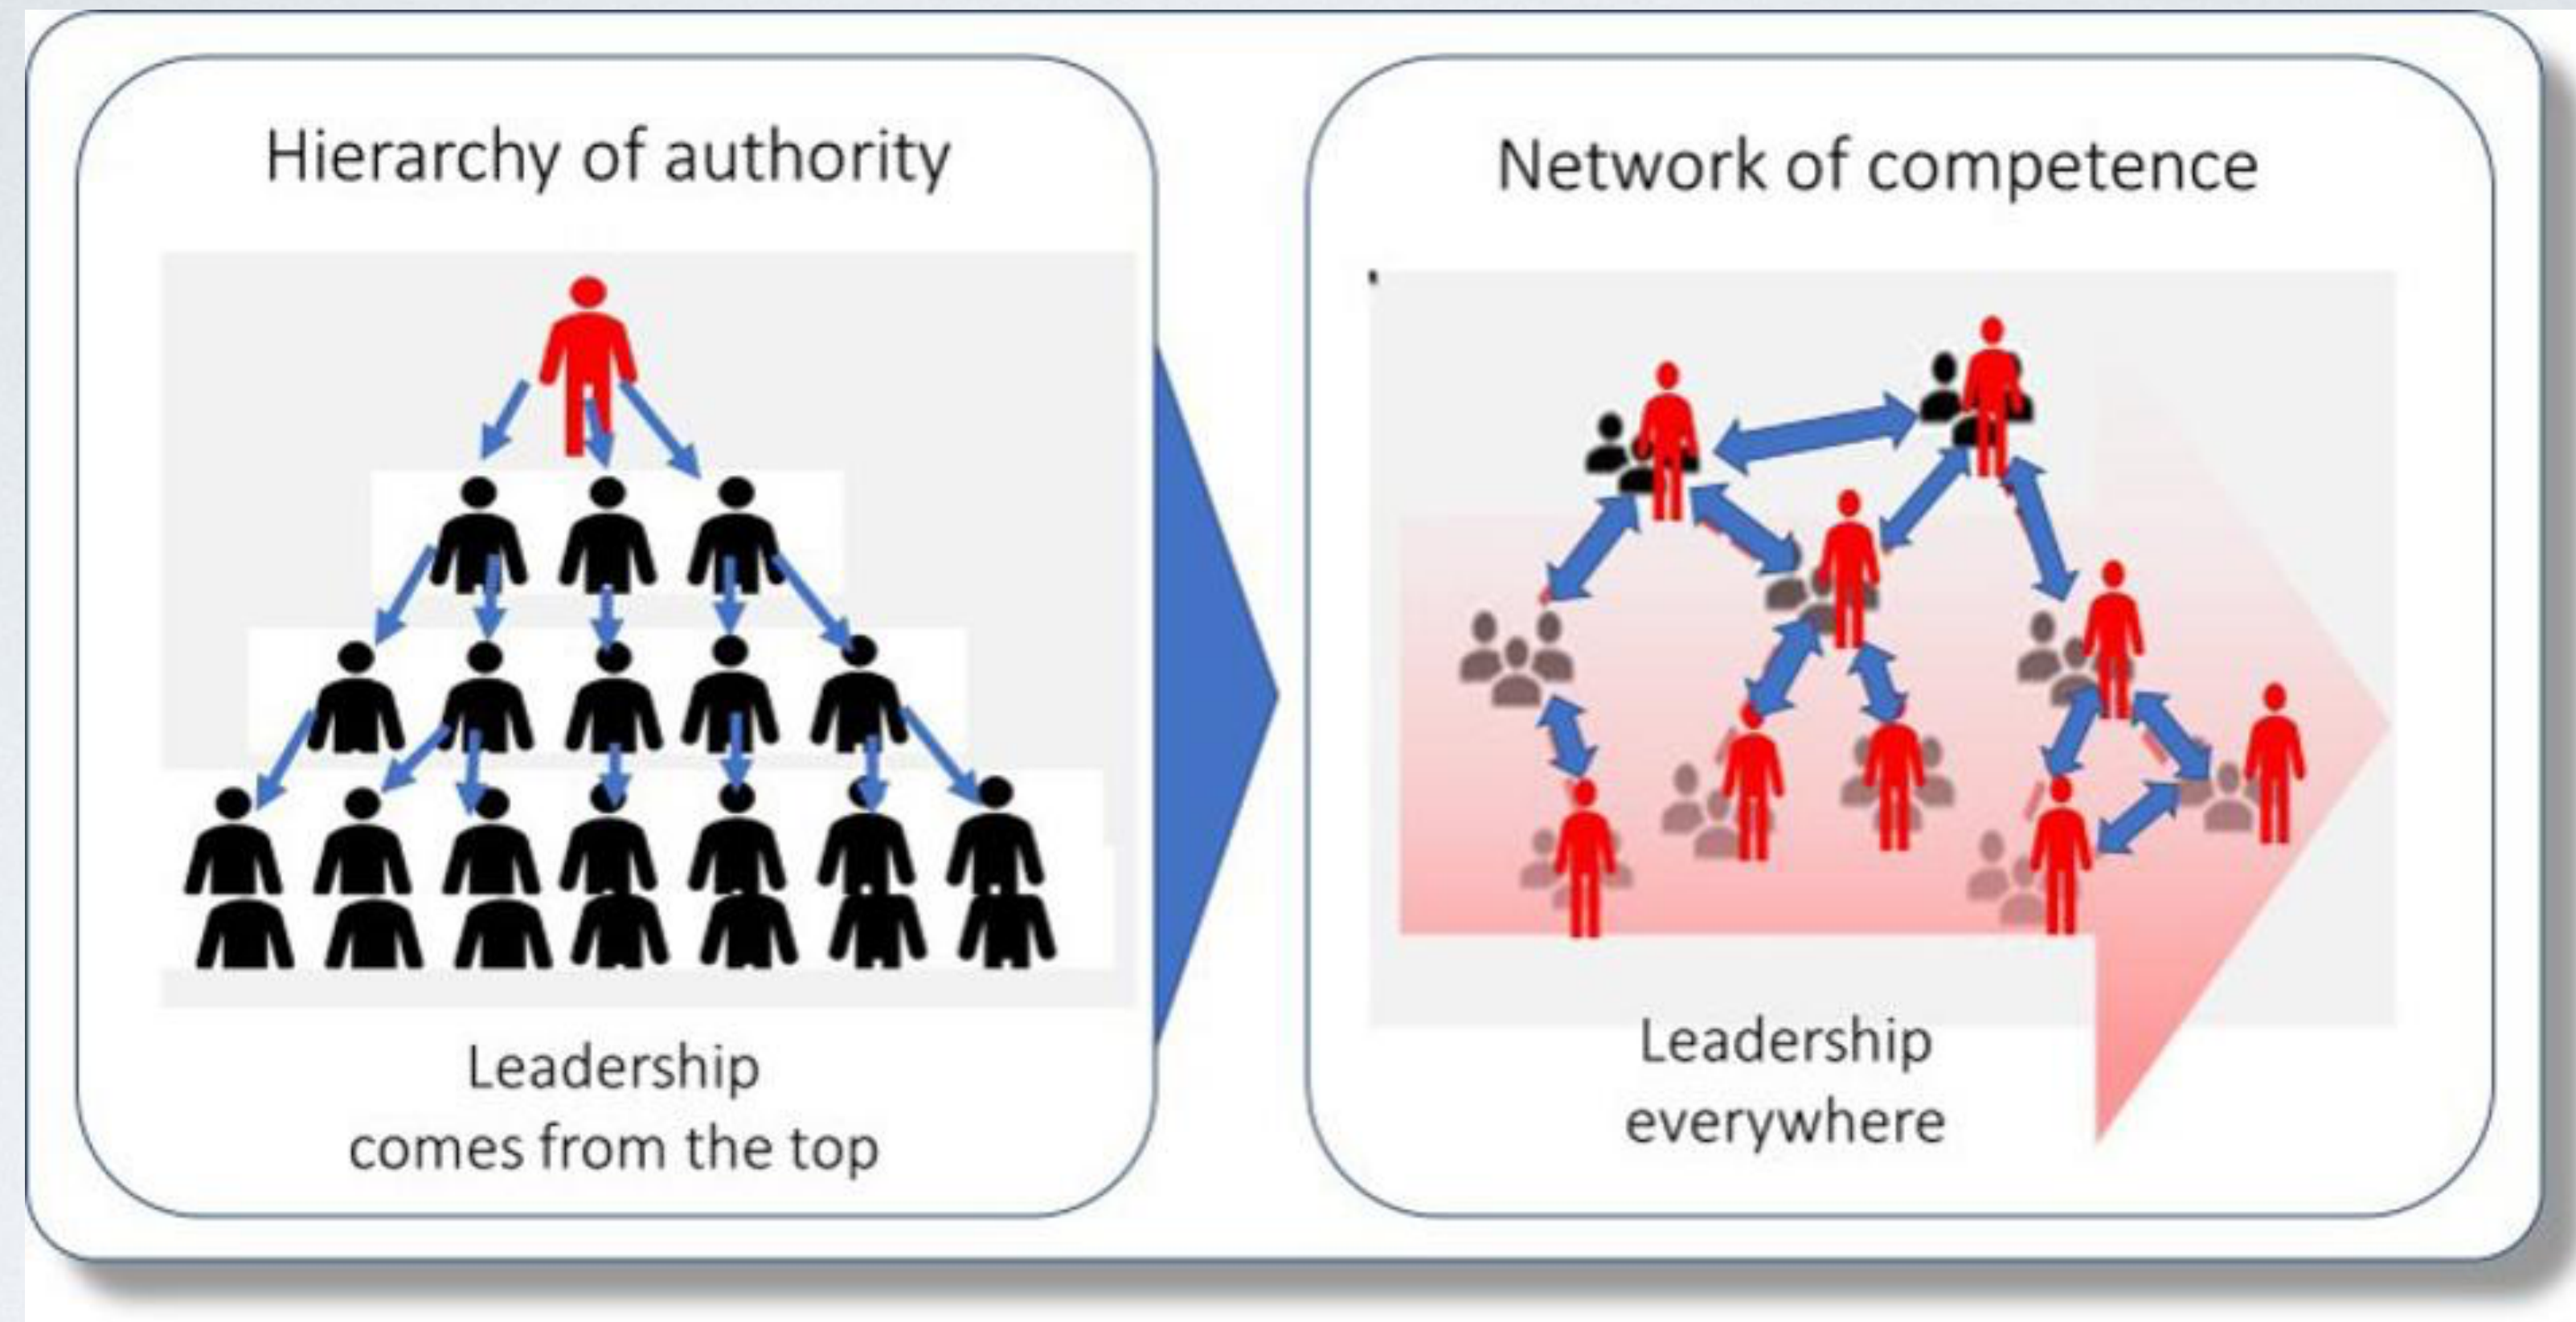 Hierarchy of authority
Leadership
comes from the top
Network of competence
Leadership
everywhere